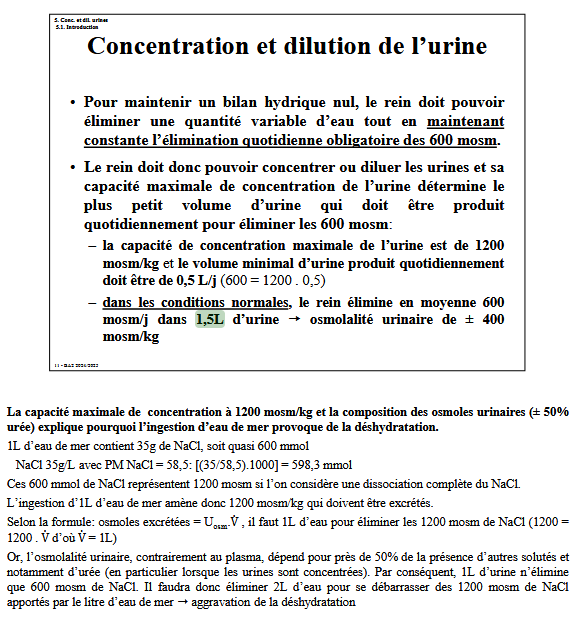 5. Conc. et dil. urines
5.1. Introduction
Concentration et dilution de l’urine
• Pour maintenir un bilan hydrique nul, le rein doit pouvoir
éliminer une quantité variable d’eau tout en maintenant
constante l’élimination quotidienne obligatoire des 600 mosm.
• Le rein doit donc pouvoir concentrer ou diluer les urines et sa
capacité maximale de concentration de l’urine détermine le
plus petit volume d’urine qui doit être produit
quotidiennement pour éliminer les 600 mosm:
– la capacité de concentration maximale de l’urine est de 1200
mosm/kg et le volume minimal d’urine produit quotidiennement
doit être de 0,5 L/j (600 = 1200 . 0,5)
– dans les conditions normales, le rein élimine en moyenne 600
mosm/j dans 1,5L d’urine → osmolalité urinaire de ± 400
mosm/kg
La capacité maximale de concentration à 1200 mosm/kg et la composition des osmoles urinaires (± 50%
urée) explique pourquoi l’ingestion d’eau de mer provoque de la déshydratation.
1L d’eau de mer contient 35g de NaCl, soit quasi 600 mmol
NaCl 35g/L avec PM NaCl = 58,5: [(35/58,5).1000] = 598,3 mmol
Ces 600 mmol de NaCl représentent 1200 mosm si l’on considère une dissociation complète du NaCl.
L’ingestion d’1L d’eau de mer amène donc 1200 mosm/kg qui doivent être excrétés.
Selon la formule: osmoles excrétées = Uosm.V̇ , il faut 1L d’eau pour éliminer les 1200 mosm de NaCl (1200 =
1200 . V̇ d’où V̇ = 1L)
Or, l’osmolalité urinaire, contrairement au plasma, dépend pour près de 50% de la présence d’autres solutés et
notamment d’urée (en particulier lorsque les urines sont concentrées). Par conséquent, 1L d’urine n’élimine
que 600 mosm de NaCl. Il faudra donc éliminer 2L d’eau pour se débarrasser des 1200 mosm de NaCl
apportés par le litre d’eau de mer → aggravation de la déshydratation